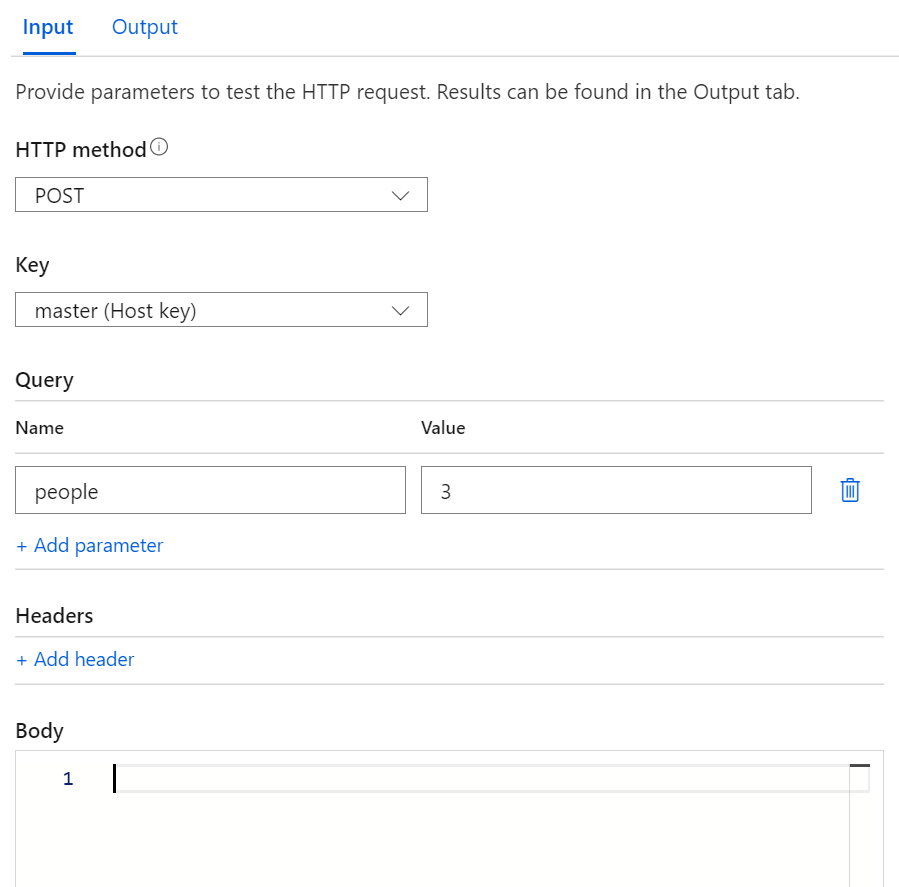 Input Output
Provide parameters to test the HTTP request. Results can be found in the Output tab.
HTTP method
POST
Key
master (Host key)
Query
Name Value
people 3
+ Add parameter
Headers
+ Add header
Body
1